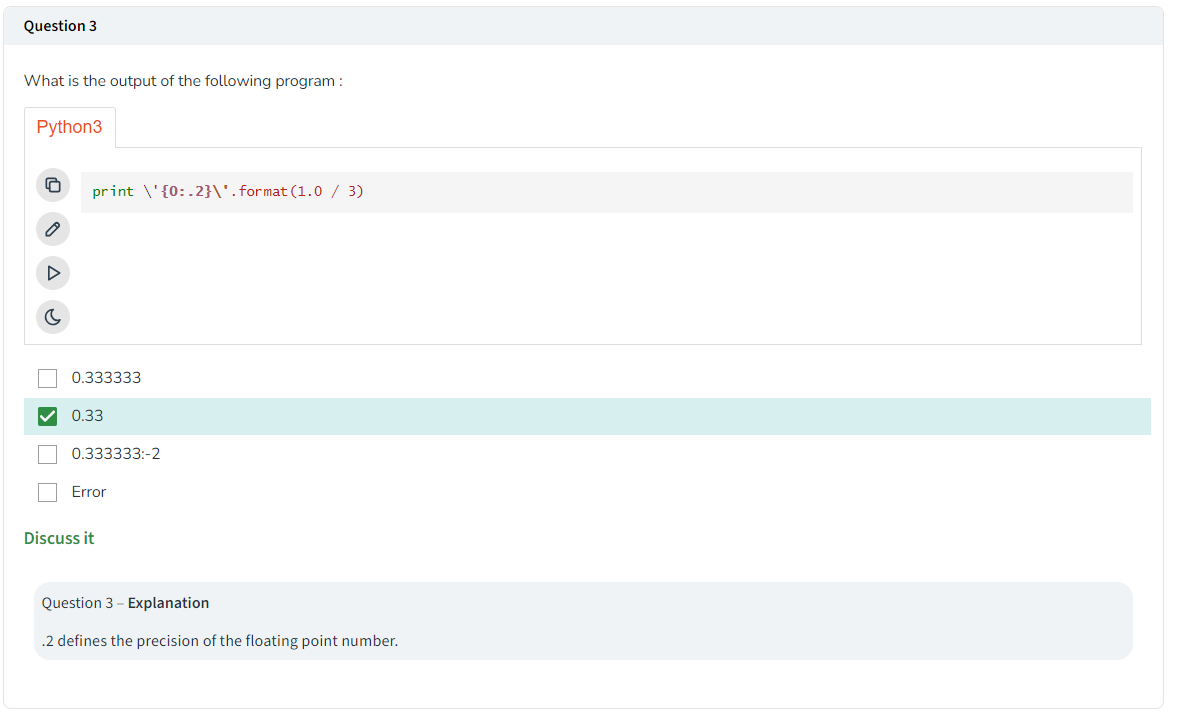 Question 3
What is the output of the following program :
Python3
print \'{0:.2}\'.format(1.0 / 3)
0.333333
0.33
0.333333:-2
Error
Discuss it
Question 3 – Explanation
.2 defines the precision of the floating point number.